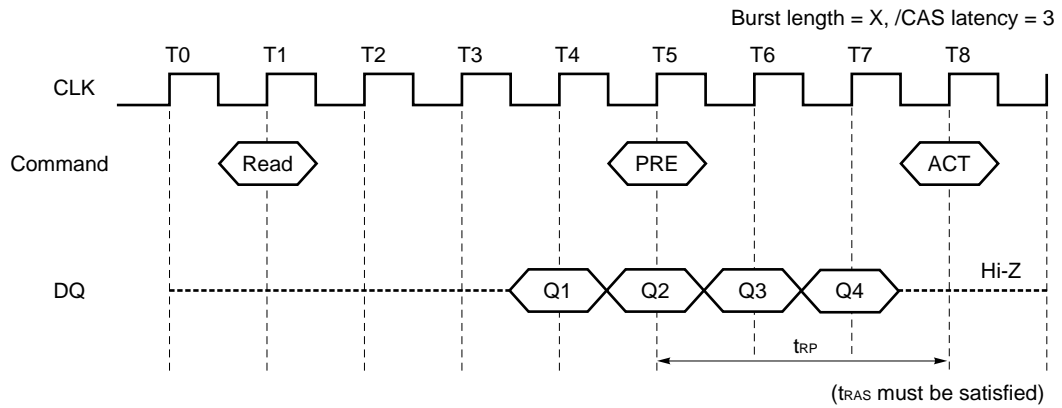 Burst length = X, /CAS latency = 3
T0 T1 T2 T3 T4 T5 T6 T7 T8
CLK
Command Read PRE ACT
Hi-Z
DQ Q1 Q2 Q3 Q4
tRP
(tRAS must be satisfied)